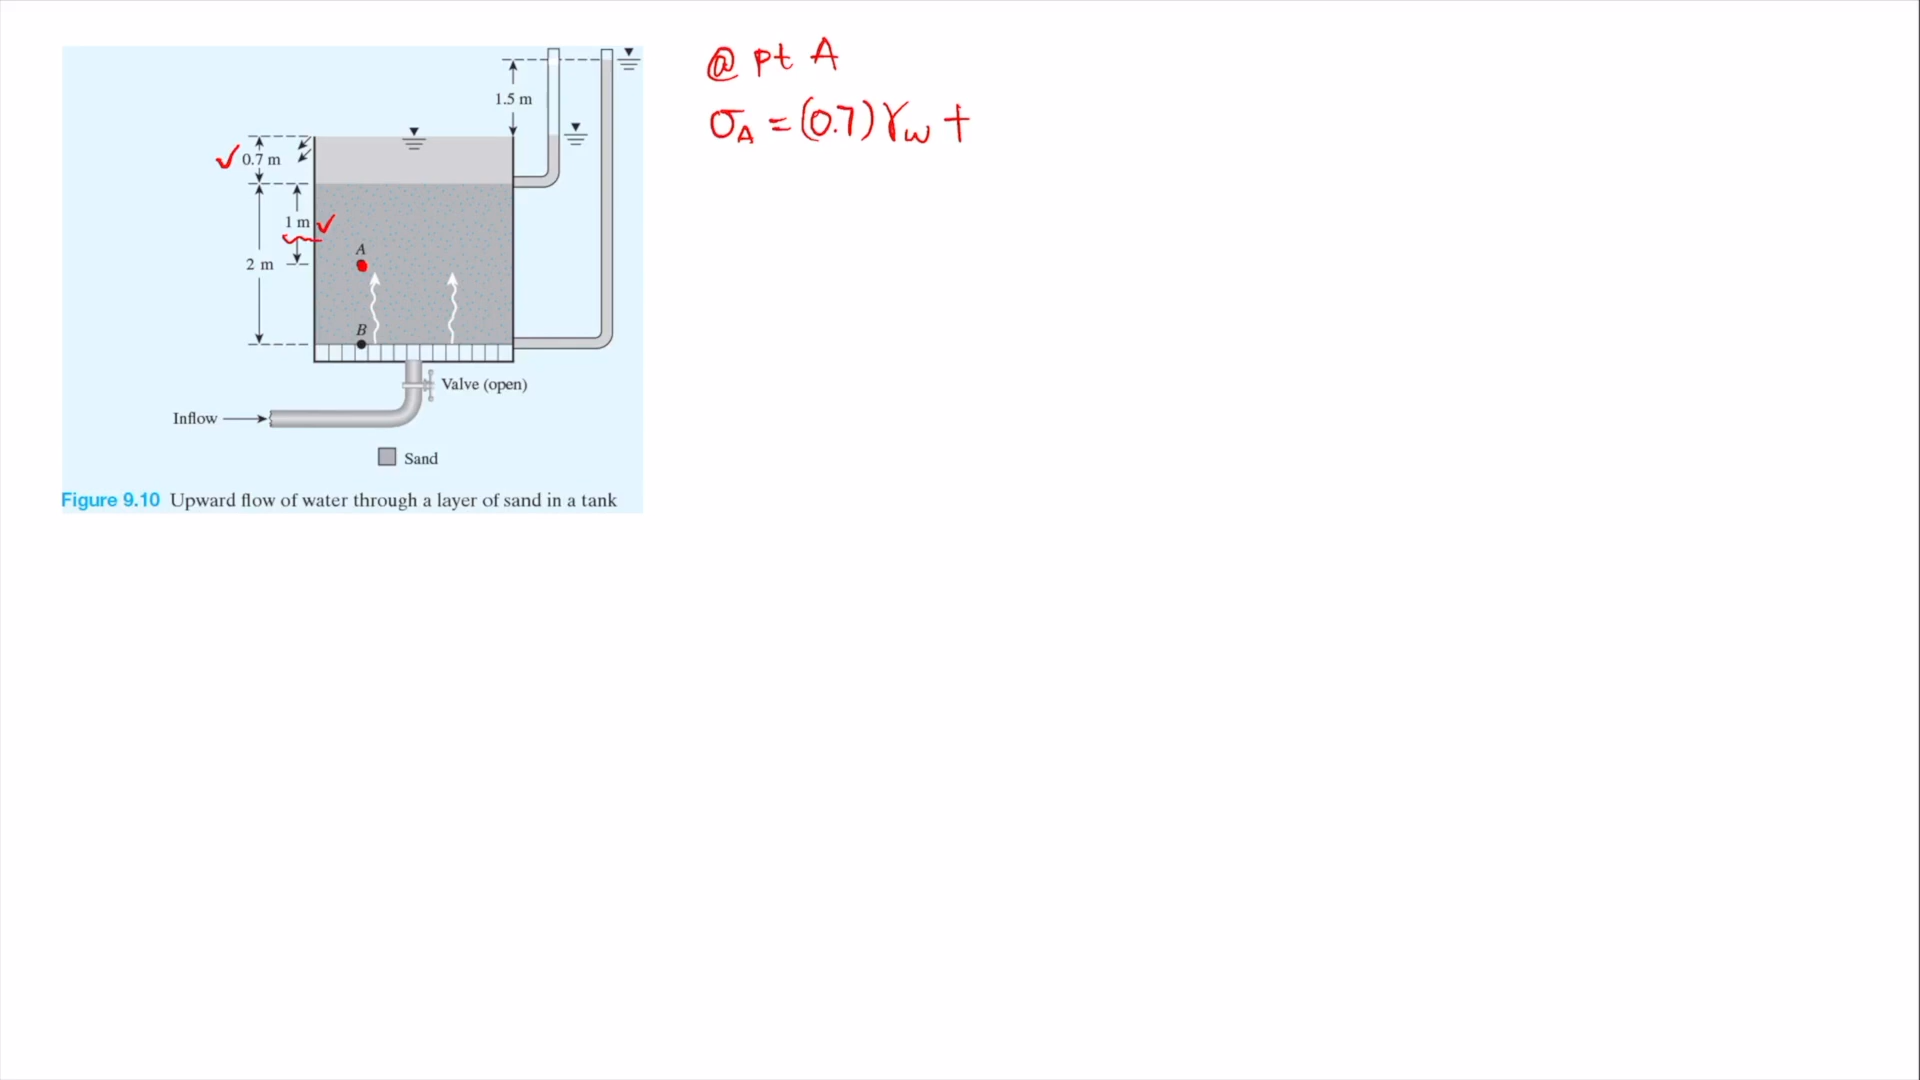 1.5 m
0.7 m
1 m
A
2 m
B
Valve (open)
Inflow
Sand
Figure 9.10 Upward flow of water through a layer of sand in a tank
@ pt A
σA = (0.7) γw +